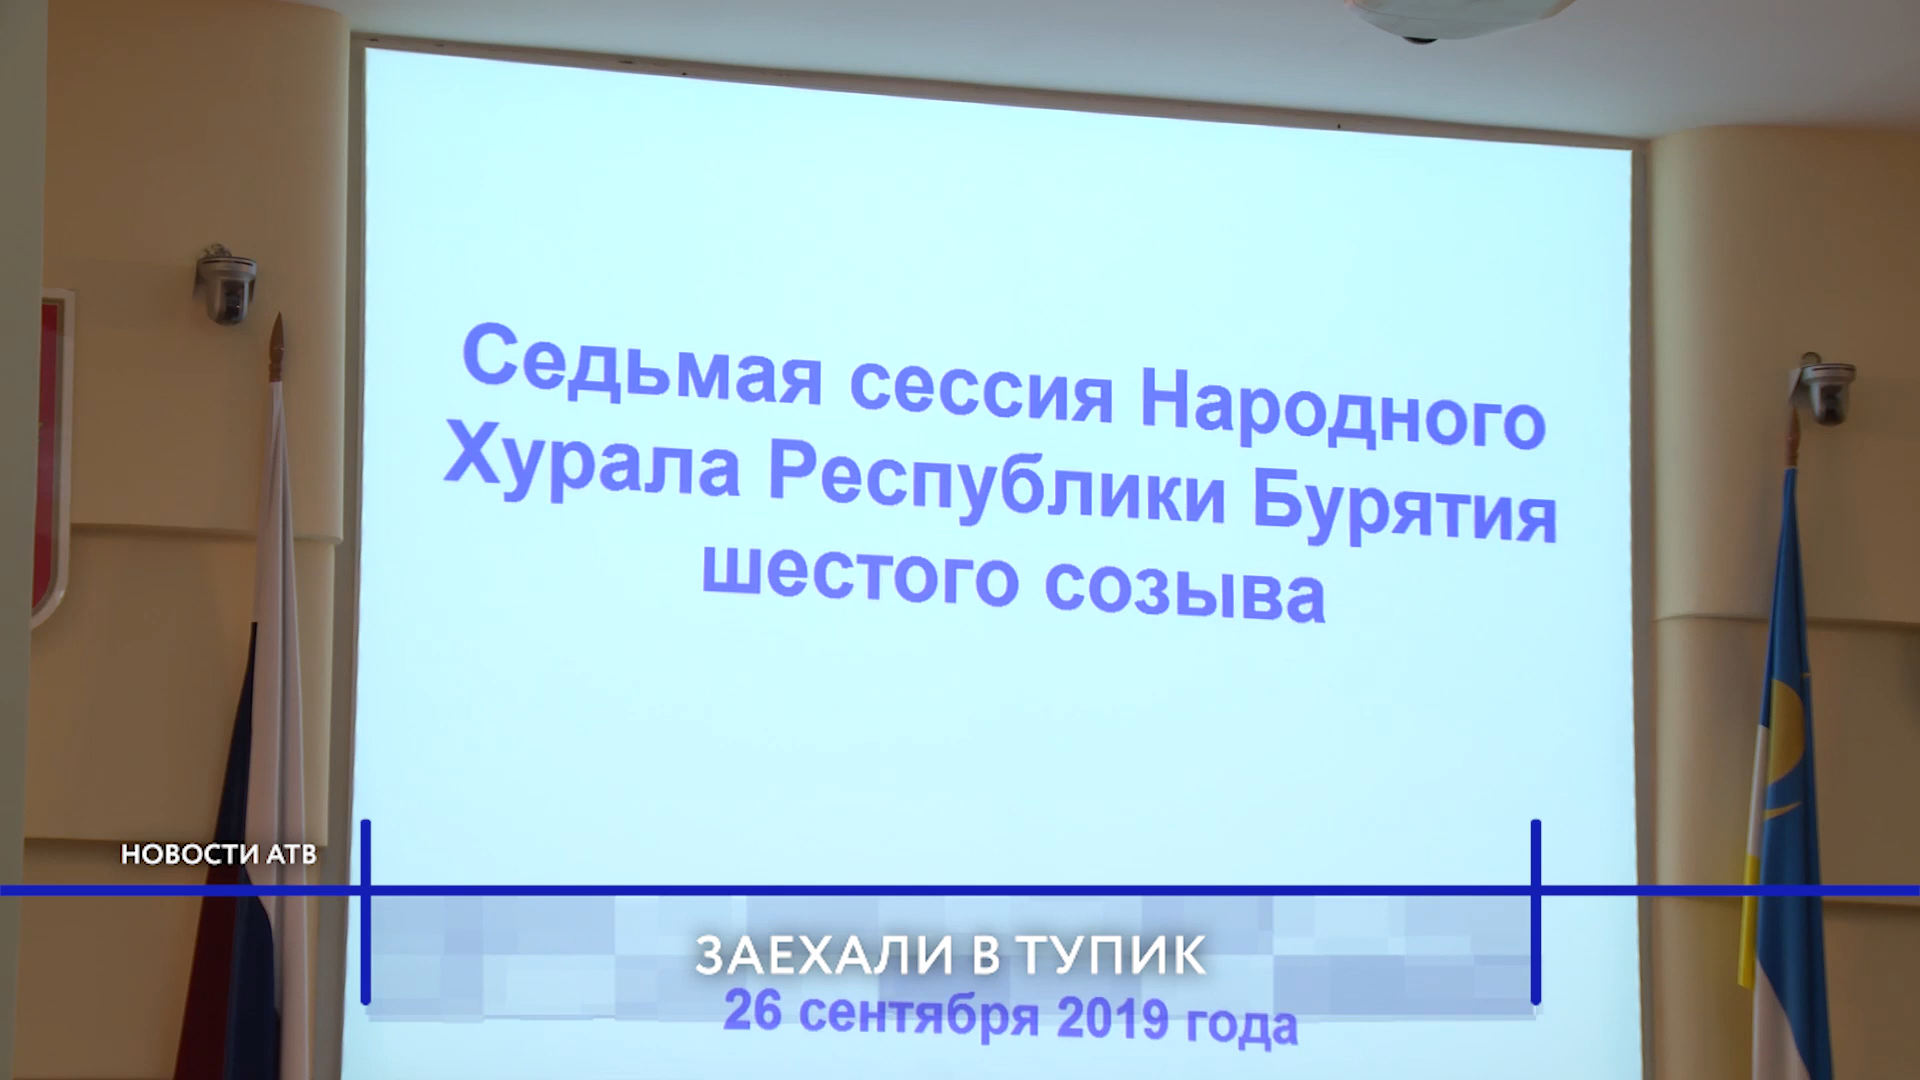 Седьмая сессия Народного
Хурала Республики Бурятия
шестого созыва
НОВОСТИ АТВ
ЗАЕХАЛИ В ТУПИК
26 сентября 2019 года